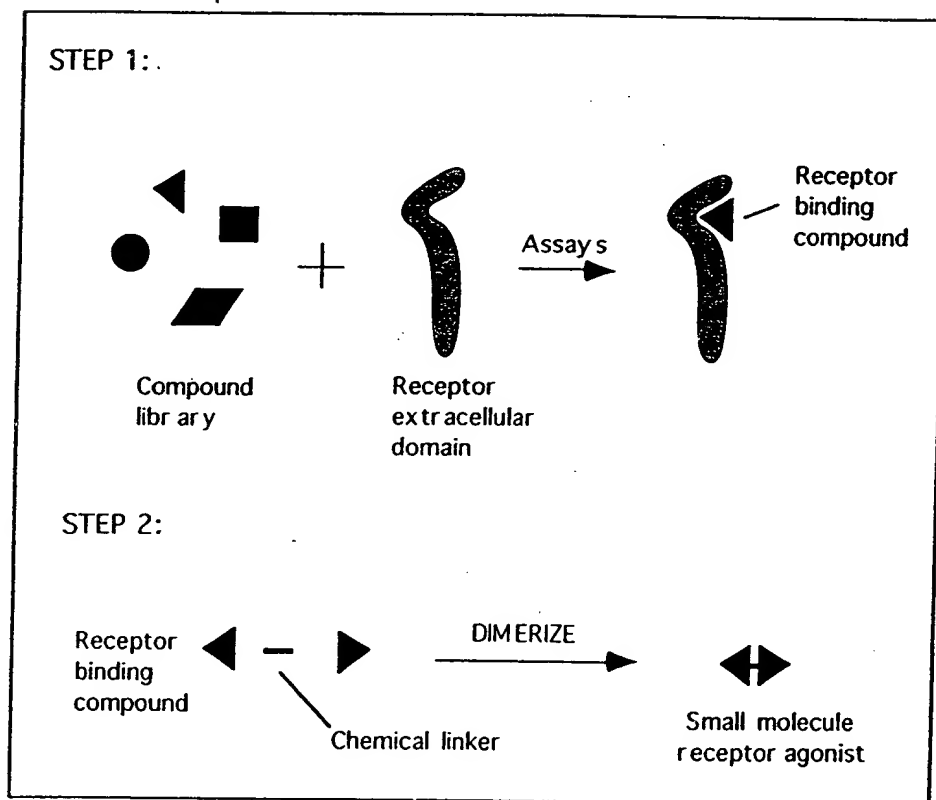 STEP 1:.
Receptor
binding
compound
Assays
Compound
library
Receptor
extracellular
domain
STEP 2:
Receptor
binding
compound
DIMERIZE
Chemical linker
Small molecule
receptor agonist